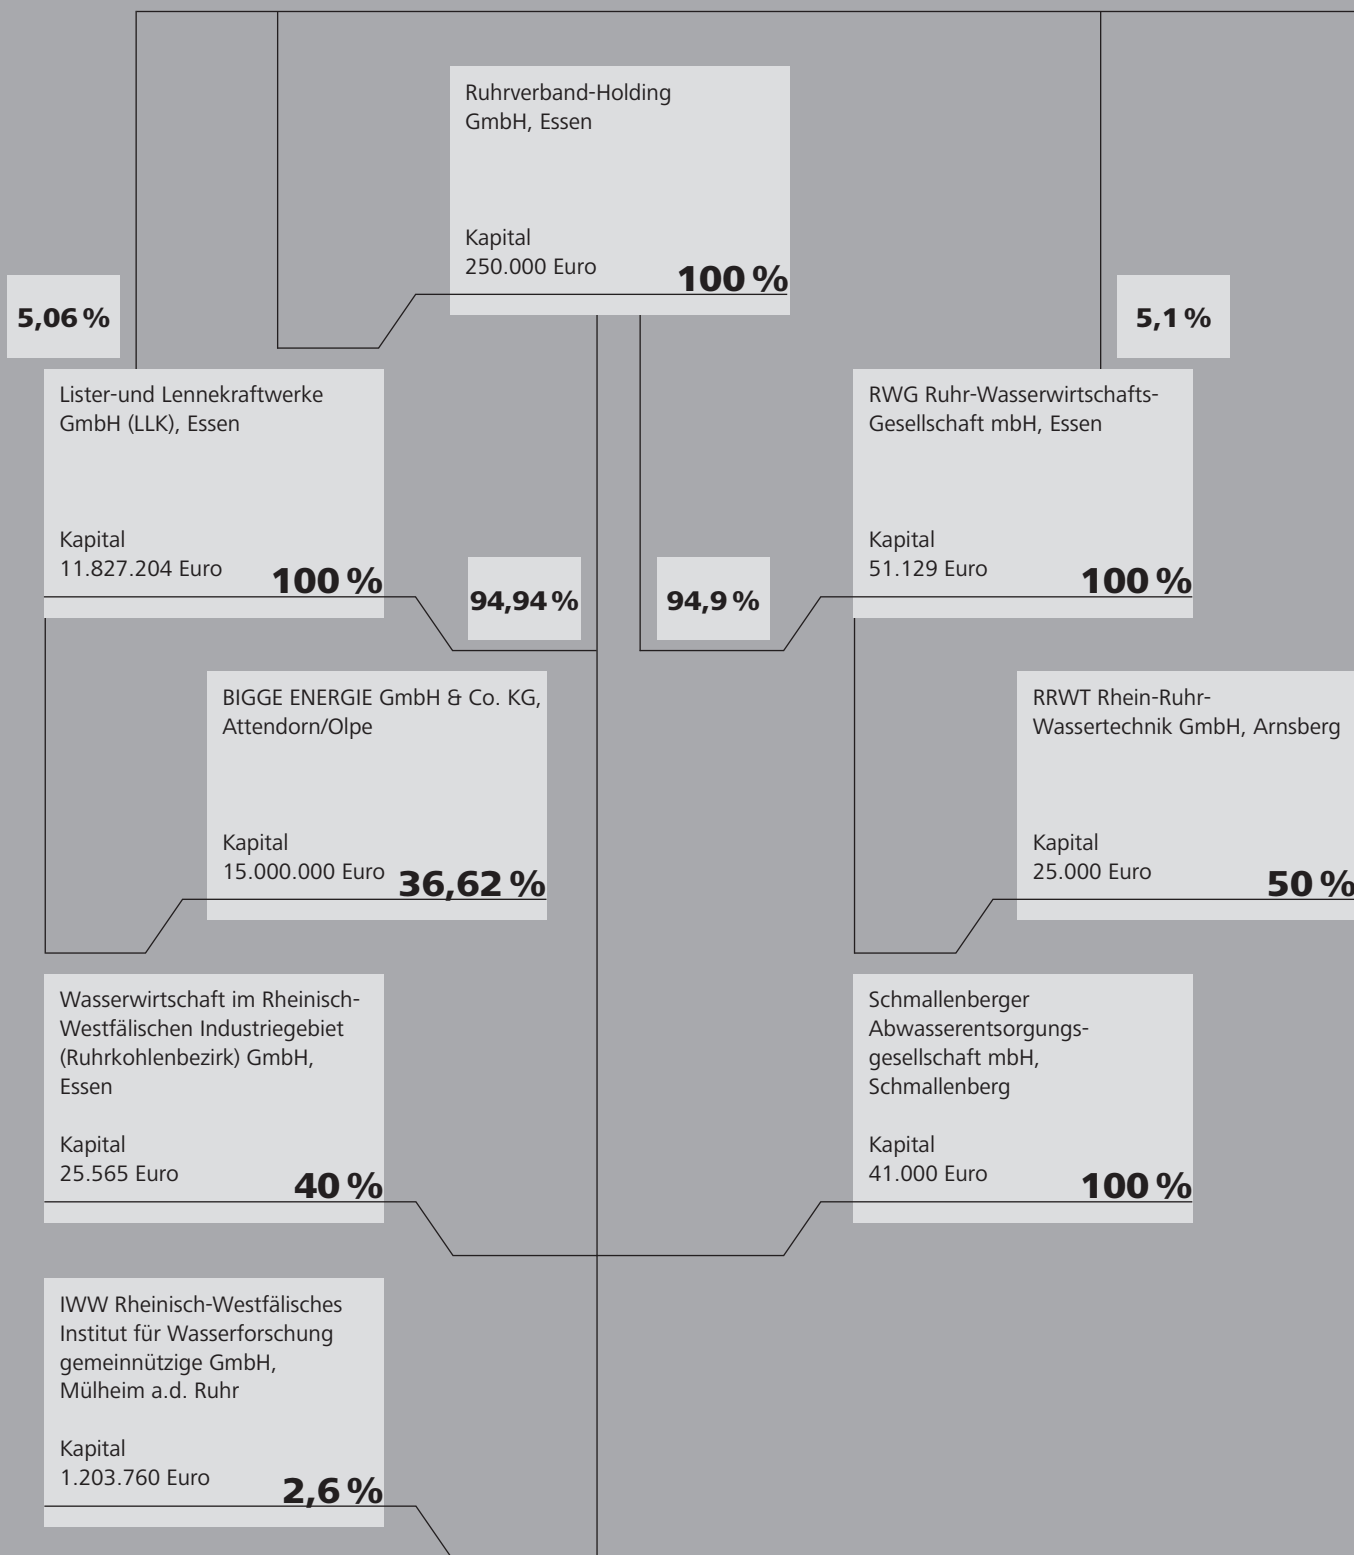 Ruhrverband-Holding
GmbH, Essen
Kapital
250.000 Euro
100 %
5,06 %
5,1 %
Lister-und Lennekraftwerke
GmbH (LLK), Essen
Kapital
11.827.204 Euro
100 %
94,94 %
94,9 %
RWG Ruhr-Wasserwirtschafts-
Gesellschaft mbH, Essen
Kapital
51.129 Euro
100 %
BIGGE ENERGIE GmbH & Co. KG,
Attendorn/Olpe
Kapital
15.000.000 Euro
36,62 %
RRWT Rhein-Ruhr-
Wassertechnik GmbH, Arnsberg
Kapital
25.000 Euro
50 %
Wasserwirtschaft im Rheinisch-
Westfälischen Industriegebiet
(Ruhrkohlenbezirk) GmbH,
Essen
Kapital
25.565 Euro
40 %
Schmallenberger
Abwasserentsorgungs-
gesellschaft mbH,
Schmallenberg
Kapital
41.000 Euro
100 %
IWW Rheinisch-Westfälisches
Institut für Wasserforschung
gemeinnützige GmbH,
Mülheim a.d. Ruhr
Kapital
1.203.760 Euro
2,6 %